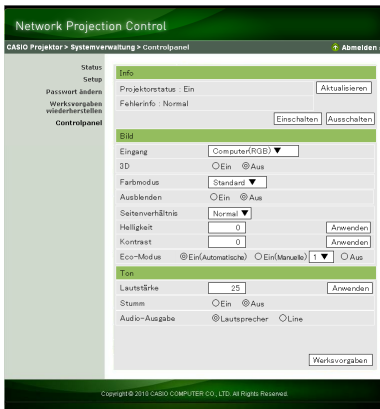 Network Projection Control
CASIO Projektor > Systemverwaltung > Controlpanel
Abmelden
Status
Setup
Passwort ändern
Werksvorgaben
wiederherstellen
Controlpanel
Info
Projektorstatus : Ein
Aktualisieren
Fehlerinfo : Normal
Einschalten Ausschalten
Bild
Eingang Computer(RGB) ▼
3D Ein Aus
Farbmodus Standard ▼
Ausblenden Ein Aus
Seitenverhältnis Normal ▼
Helligkeit 0 Anwenden
Kontrast 0 Anwenden
Eco-Modus Ein(Automatische) Ein(Manuelle) 1 ▼ Aus
Ton
Lautstärke 25 Anwenden
Stumm Ein Aus
Audio-Ausgabe Lautsprecher Line
Werksvorgaben
Copyright © 2010 CASIO COMPUTER CO., LTD. All Rights Reserved.